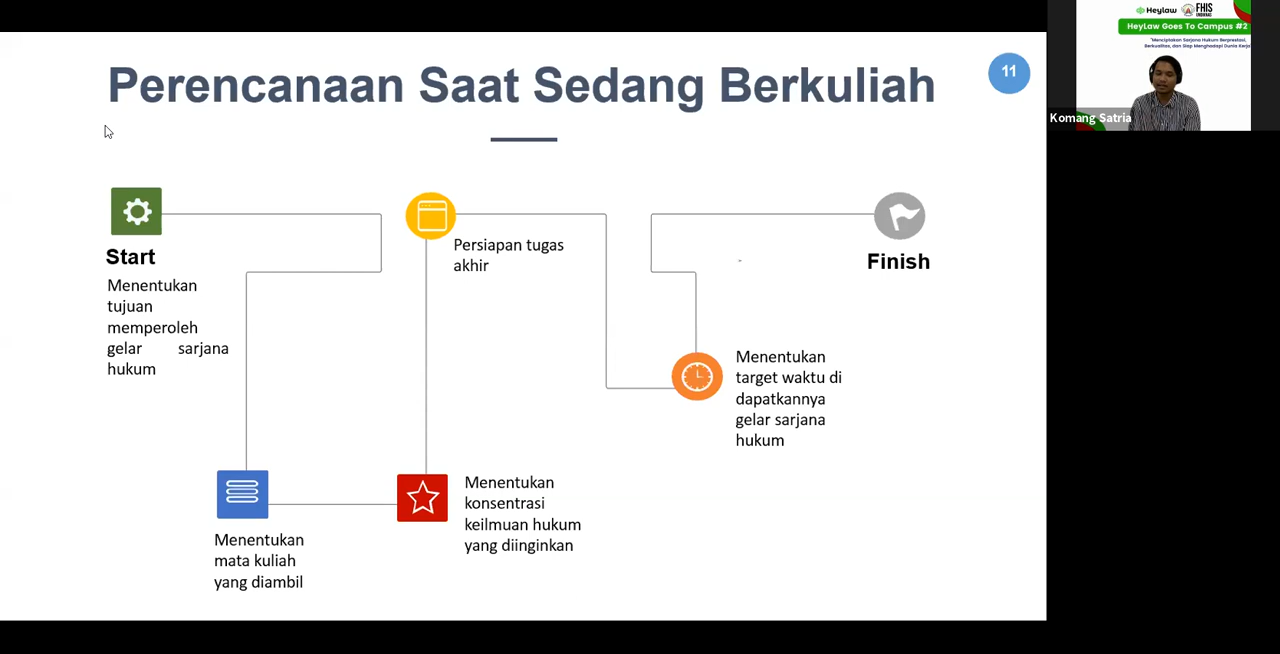 Perencanaan Saat Sedang Berkuliah
11
Start
Menentukan
tujuan
memperoleh
gelar sarjana
hukum
Menentukan
mata kuliah
yang diambil
Menentukan
konsentrasi
keilmuan hukum
yang diinginkan
Persiapan tugas
akhir
Menentukan
target waktu di
dapatkannya
gelar sarjana
hukum
Finish
Heylaw
FHIS
UNDIKNAS
HeyLaw Goes To Campus #2
"Menciptakan Sarjana Hukum Berprestasi,
Berkualitas, dan Siap Menghadapi Dunia Kerja
Komang Satria